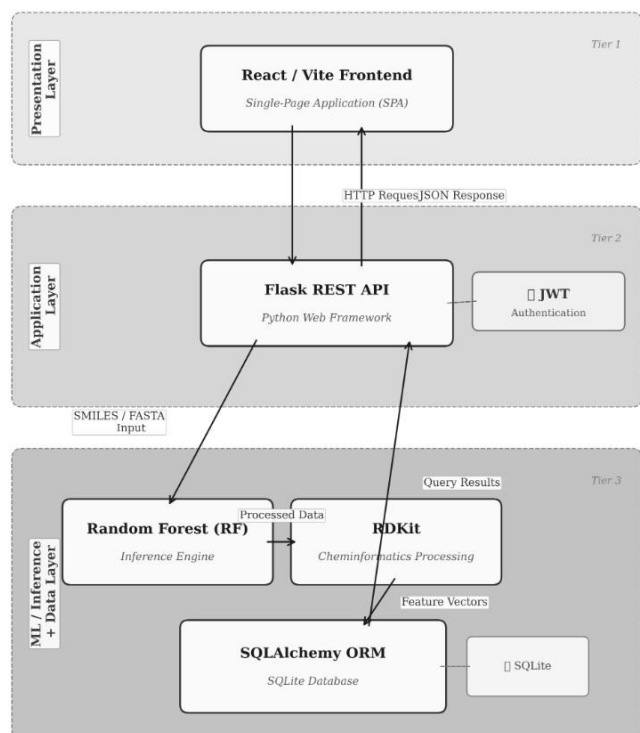 Presentation
Layer
Tier 1
React / Vite Frontend
Single-Page Application (SPA)
HTTP Reques
JSON Response
Application
Layer
Tier 2
Flask REST API
Python Web Framework
JWT
Authentication
SMILES / FASTA
Input
ML / Inference
+ Data Layer
Tier 3
Query Results
Random Forest (RF)
Inference Engine
Processed Data
RDKit
Cheminformatics Processing
Feature Vectors
SQLAlchemy ORM
SQLite Database
SQLite